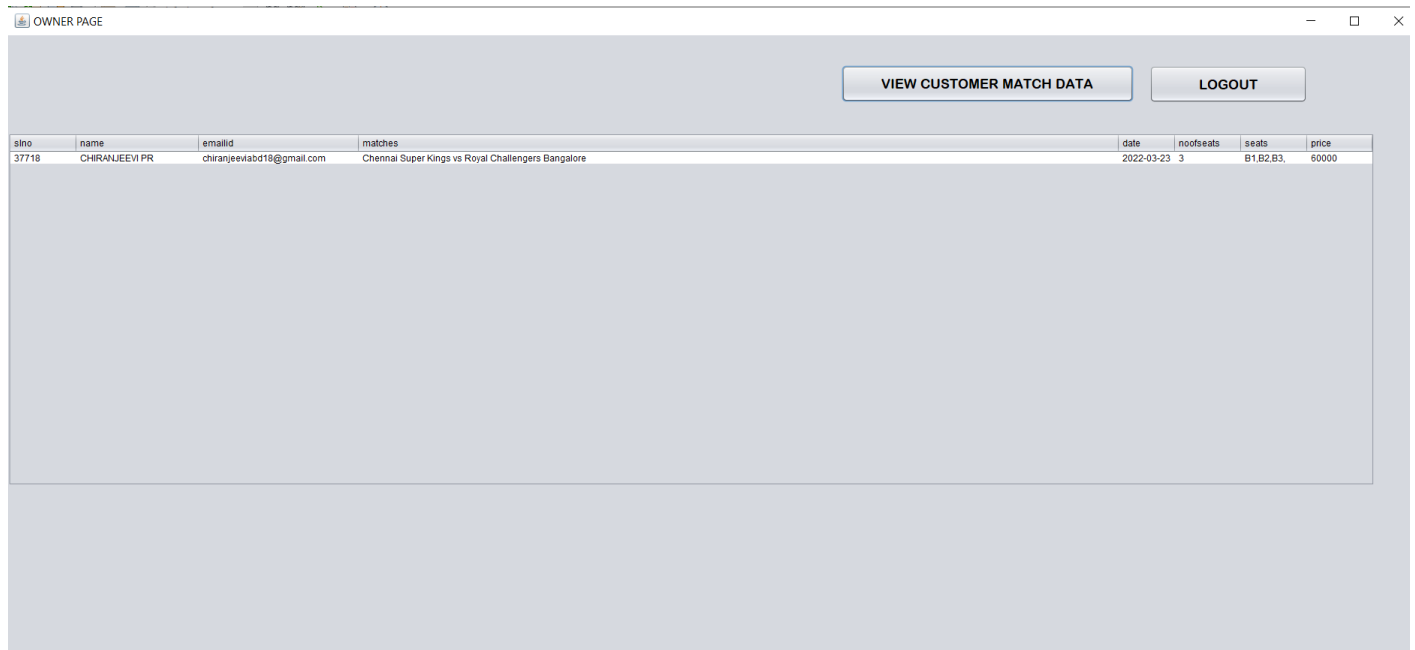 OWNER PAGE
VIEW CUSTOMER MATCH DATA LOGOUT
slno name emailid matches date noofseats seats price
37718 CHIRANJEEVI PR chiranjeeviabd18@gmail.com Chennai Super Kings vs Royal Challengers Bangalore 2022-03-23 3 B1,B2,B3, 60000